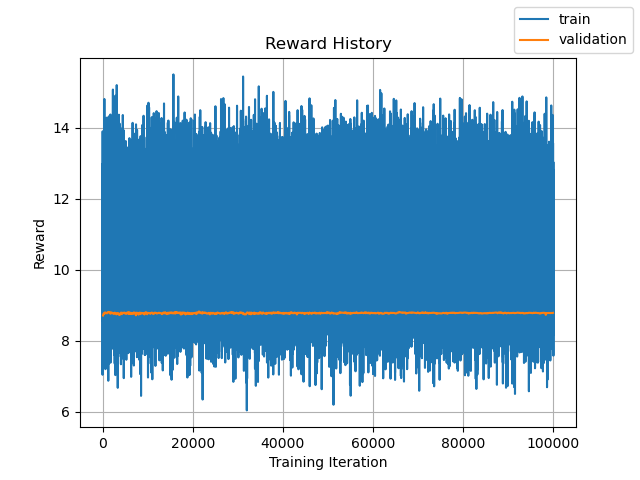 train
validation
Reward History
14
12
10
8
6
Reward
0 20000 40000 60000 80000 100000
Training Iteration